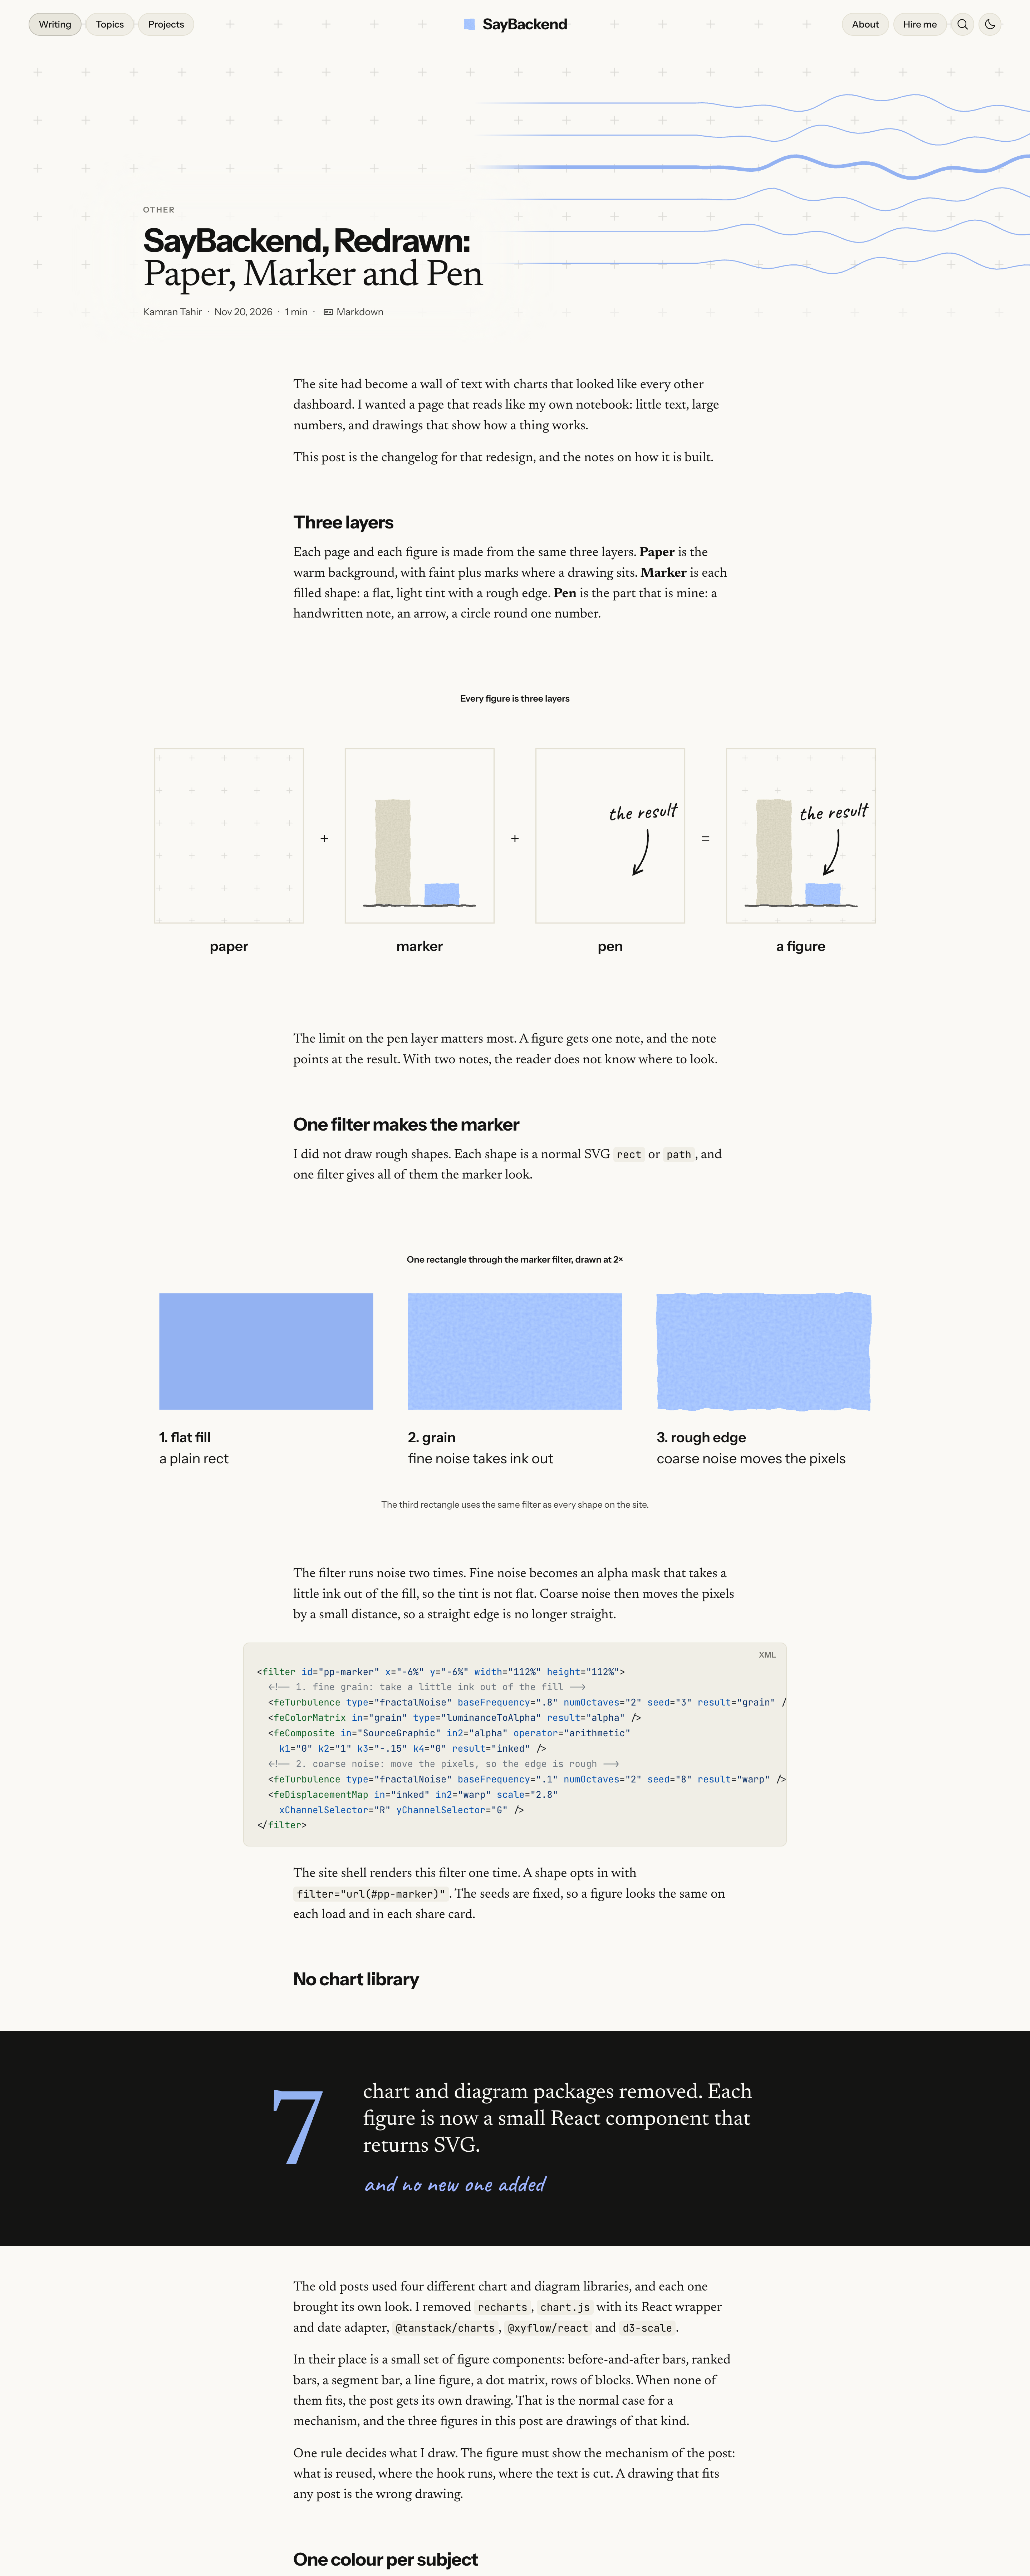 Writing
Topics
Projects
SayBackend
About
Hire me
OTHER
SayBackend, Redrawn:
Paper, Marker and Pen
Kamran Tahir · Nov 20, 2026 · 1 min · Markdown
The site had become a wall of text with charts that looked like every other
dashboard. I wanted a page that reads like my own notebook: little text, large
numbers, and drawings that show how a thing works.
This post is the changelog for that redesign, and the notes on how it is built.
Three layers
Each page and each figure is made from the same three layers. Paper is the
warm background, with faint plus marks where a drawing sits. Marker is each
filled shape: a flat, light tint with a rough edge. Pen is the part that is mine: a
handwritten note, an arrow, a circle round one number.
Every figure is three layers
the result
the result
+
+
=
paper
marker
pen
a figure
The limit on the pen layer matters most. A figure gets one note, and the note
points at the result. With two notes, the reader does not know where to look.
One filter makes the marker
I did not draw rough shapes. Each shape is a normal SVG rect or path, and
one filter gives all of them the marker look.
One rectangle through the marker filter, drawn at 2×
1. flat fill
a plain rect
2. grain
fine noise takes ink out
3. rough edge
coarse noise moves the pixels
The third rectangle uses the same filter as every shape on the site.
The filter runs noise two times. Fine noise becomes an alpha mask that takes a
little ink out of the fill, so the tint is not flat. Coarse noise then moves the pixels
by a small distance, so a straight edge is no longer straight.
XML
<filter id="pp-marker" x="-6%" y="-6%" width="112%" height="112%">
<!-- 1. fine grain: take a little ink out of the fill -->
<feTurbulence type="fractalNoise" baseFrequency=".8" numOctaves="2" seed="3" result="grain" /
<feColorMatrix in="grain" type="luminanceToAlpha" result="alpha" />
<feComposite in="SourceGraphic" in2="alpha" operator="arithmetic"
k1="0" k2="1" k3="-.15" k4="0" result="inked" />
<!-- 2. coarse noise: move the pixels, so the edge is rough -->
<feTurbulence type="fractalNoise" baseFrequency=".1" numOctaves="2" seed="8" result="warp" />
<feDisplacementMap in="inked" in2="warp" scale="2.8"
xChannelSelector="R" yChannelSelector="G" />
</filter>
The site shell renders this filter one time. A shape opts in with
filter="url(#pp-marker)". The seeds are fixed, so a figure looks the same on
each load and in each share card.
No chart library
7
chart and diagram packages removed. Each
figure is now a small React component that
returns SVG.
and no new one added
The old posts used four different chart and diagram libraries, and each one
brought its own look. I removed recharts, chart.js with its React wrapper
and date adapter, @tanstack/charts, @xyflow/react and d3-scale.
In their place is a small set of figure components: before-and-after bars, ranked
bars, a segment bar, a line figure, a dot matrix, rows of blocks. When none of
them fits, the post gets its own drawing. That is the normal case for a
mechanism, and the three figures in this post are drawings of that kind.
One rule decides what I draw. The figure must show the mechanism of the post:
what is reused, where the hook runs, where the text is cut. A drawing that fits
any post is the wrong drawing.
One colour per subject